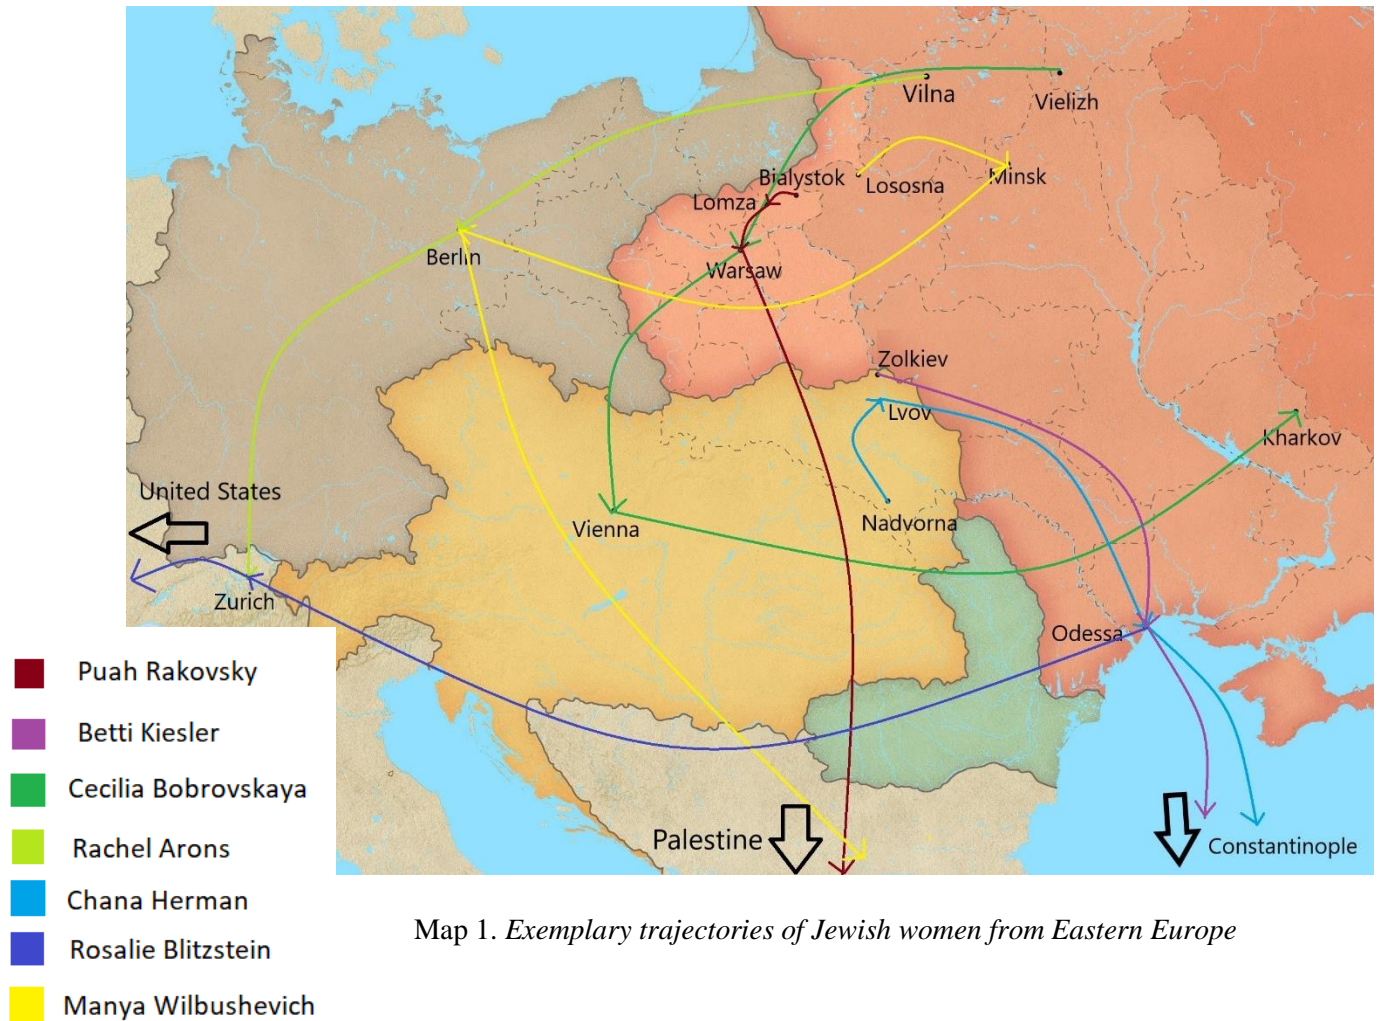 Vilna
Vielizh
Bialystok
Lososna
Minsk
Lomza
Berlin
Warsaw
Zolkiev
Lvov
Kharkov
United States
Nadvorna
Vienna
Zurich
Odessa
Palestine
Constantinople
Puah Rakovsky
Betti Kiesler
Cecilia Bobrovskaya
Rachel Arons
Chana Herman
Rosalie Blitzstein
Manya Wilbushevich
Map 1. Exemplary trajectories of Jewish women from Eastern Europe